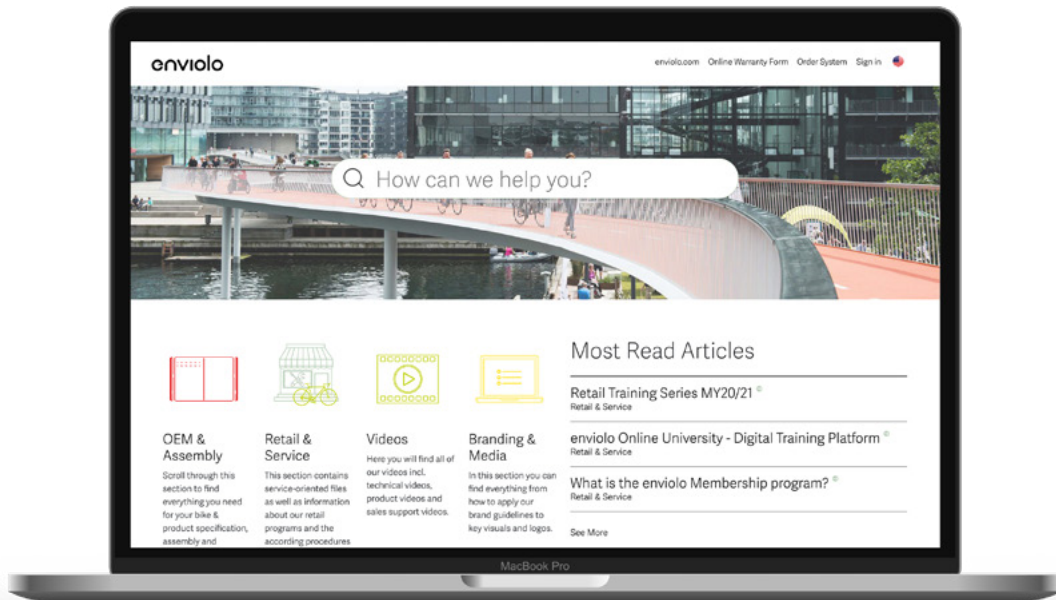 enviolo
enviolo.com Online Warranty Form Order System Sign in
How can we help you?
OEM &
Assembly
Scroll through this
section to find
everything you need
for your bike &
product specification,
assembly and
Retail &
Service
This section contains
service-oriented files
as well as information
about our retail
programs and the
according procedures
Videos
Here you will find all of
our videos incl.
technical videos,
product videos and
sales support videos.
Branding &
Media
In this section you can
find everything from
how to apply our
brand guidelines to
key visuals and logos.
Most Read Articles
Retail Training Series MY20/21
Retail & Service
enviolo Online University - Digital Training Platform
Retail & Service
What is the enviolo Membership program?
Retail & Service
See More
MacBook Pro